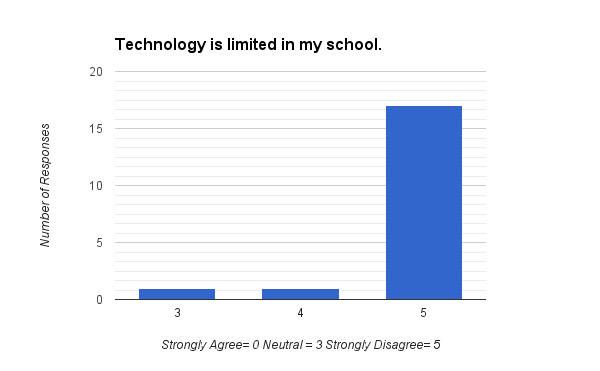 Technology is limited in my school.
20
15
10
5
0
Number of Responses
3 4 5
Strongly Agree= 0 Neutral = 3 Strongly Disagree= 5